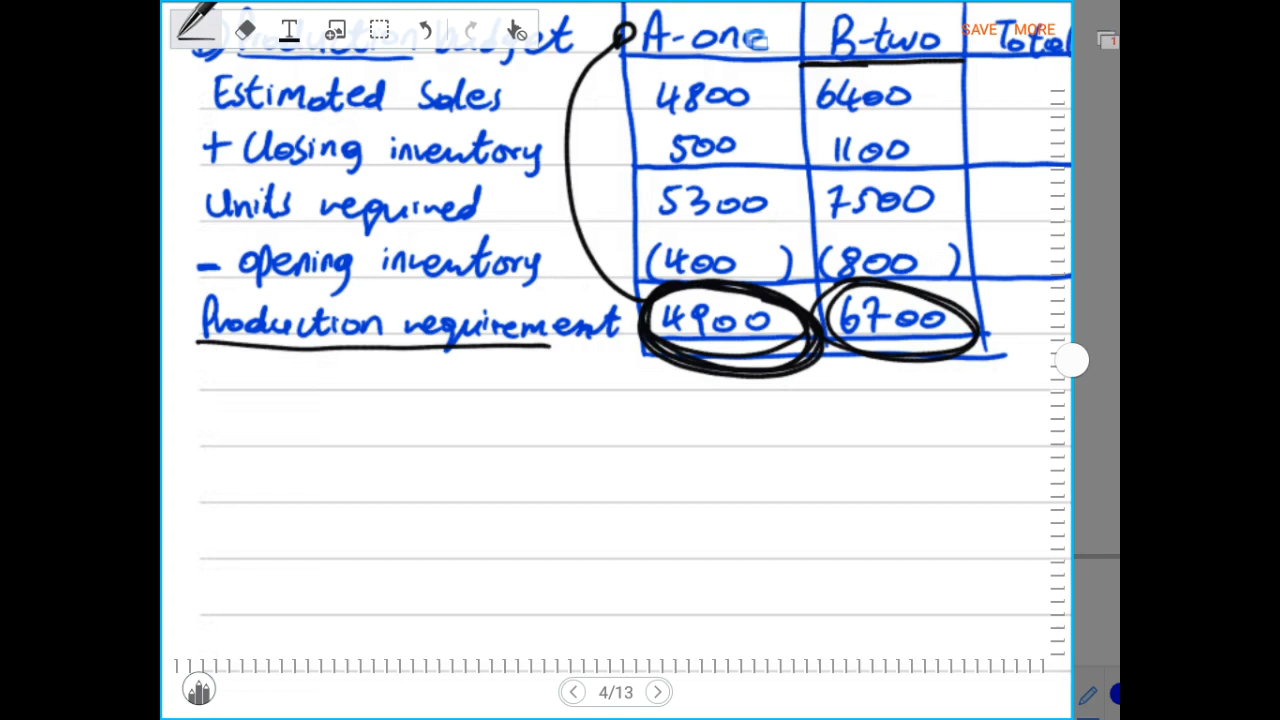 T SAVE MORE
Production budget A-one B-two Total
Estimated Sales 4800 6400
+ Closing inventory 500 1100
Units required 5300 7500
- opening inventory (400 ) (800 )
Production requirement 4900 6700
4/13
1